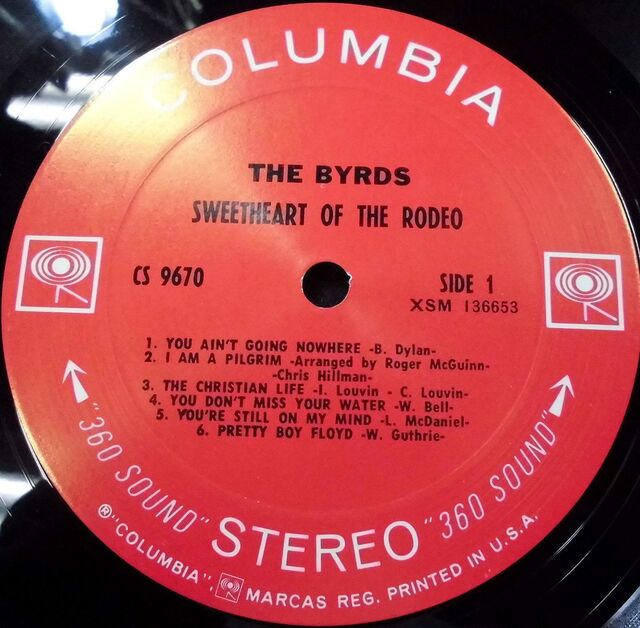 COLUMBIA
THE BYRDS
SWEETHEART OF THE RODEO
CS 9670
SIDE 1
XSM 136653
1. YOU AIN'T GOING NOWHERE -B. Dylan-
2. I AM A PILGRIM -Arranged by Roger McGuinn-
-Chris Hillman-
3. THE CHRISTIAN LIFE -I. Louvin - C. Louvin-
4. YOU DON'T MISS YOUR WATER -W. Bell-
5. YOU'RE STILL ON MY MIND -L. McDaniel-
6. PRETTY BOY FLOYD -W. Guthrie-
"360 SOUND" STEREO "360 SOUND"
Ⓡ"COLUMBIA", MARCAS REG. PRINTED IN U.S.A.